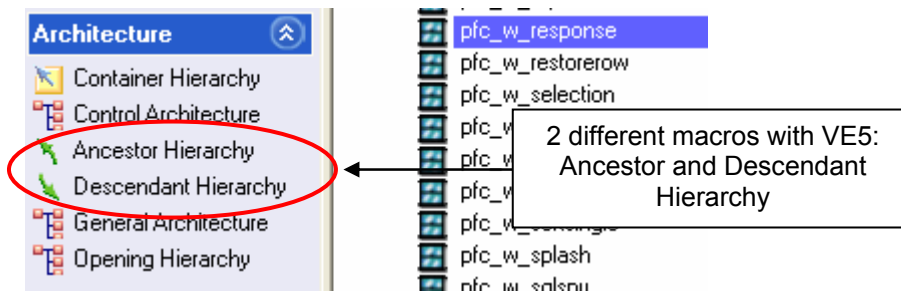 Architecture
Container Hierarchy
Control Architecture
Ancestor Hierarchy
Descendant Hierarchy
General Architecture
Opening Hierarchy
pfc_w_response
pfc_w_restorerow
pfc_w_selection
2 different macros with VE5:
Ancestor and Descendant
Hierarchy
pfc_w_splash
pfc_w_sqlspy